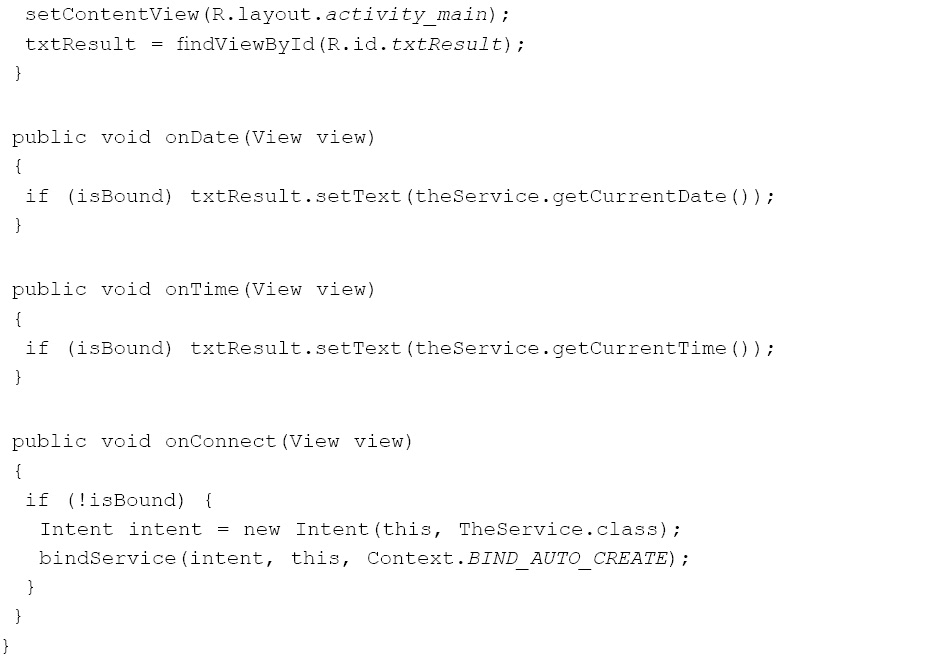 setContentView(R.layout.activity_main);
txtResult = findViewById(R.id.txtResult);
}
public void onDate(View view)
{
if (isBound) txtResult.setText(theService.getCurrentDate());
}
public void onTime(View view)
{
if (isBound) txtResult.setText(theService.getCurrentTime());
}
public void onConnect(View view)
{
if (!isBound) {
Intent intent = new Intent(this, TheService.class);
bindService(intent, this, Context.BIND_AUTO_CREATE);
}
}
}